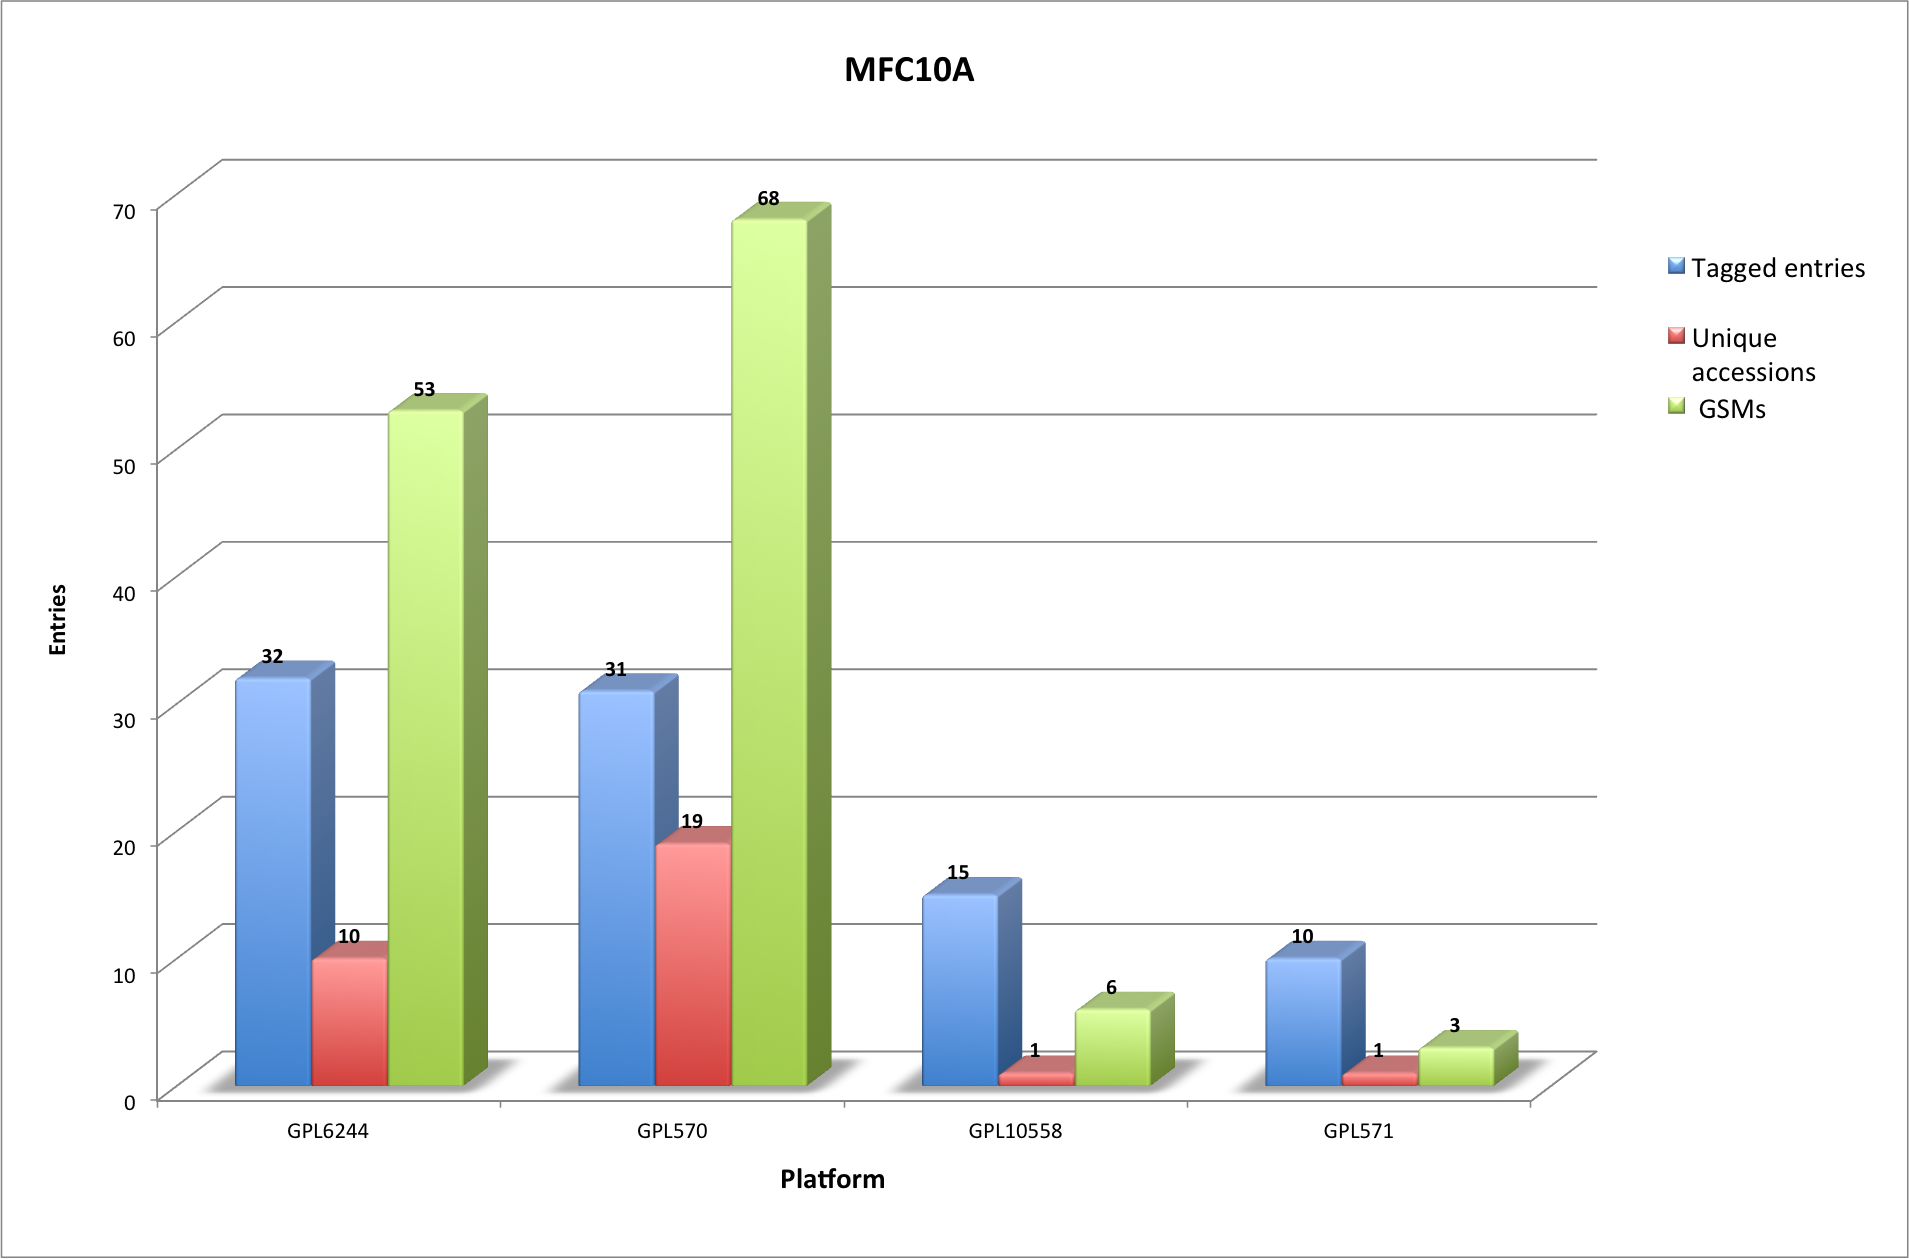 MFC10A
70
60
50
40
30
20
10
0
Entries
32
10
53
31
19
68
15
1
6
10
1
3
GPL6244
GPL570
GPL10558
GPL571
Platform
Tagged entries
Unique
accessions
GSMs